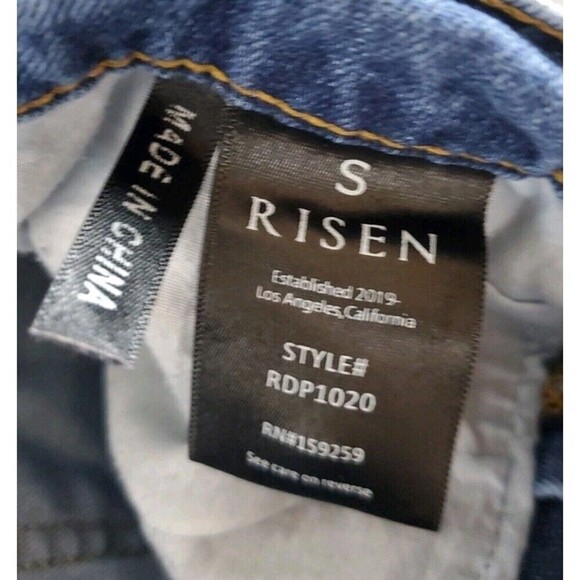 MADE IN CHINA
S
RISEN
Established 2019-
Los Angeles,California
STYLE#
RDP1020
RN#159259
See care on reverse